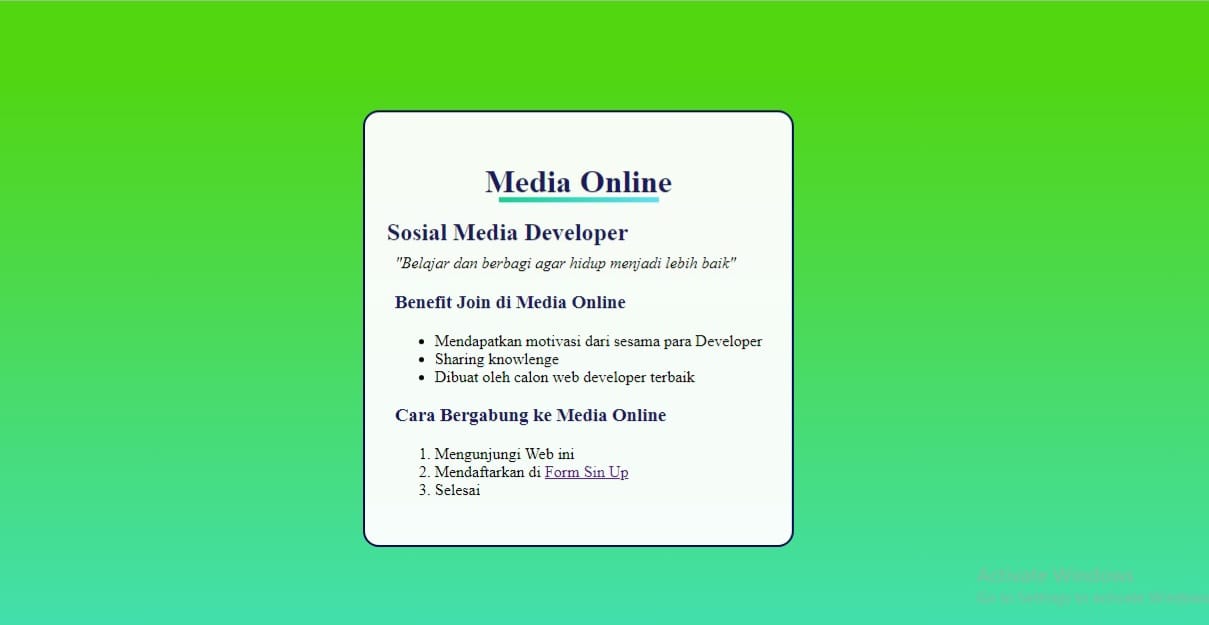 Media Online
Sosial Media Developer
"Belajar dan berbagi agar hidup menjadi lebih baik"
Benefit Join di Media Online
• Mendapatkan motivasi dari sesama para Developer
• Sharing knowlenge
• Dibuat oleh calon web developer terbaik
Cara Bergabung ke Media Online
1. Mengunjungi Web ini
2. Mendaftarkan di Form Sin Up
3. Selesai
Activate Windows
Go to Settings to activate Windows